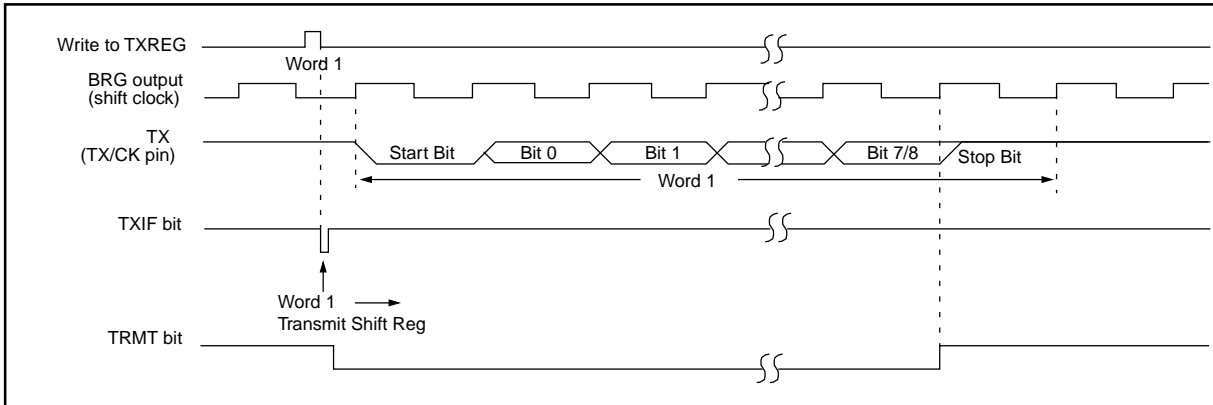 Write to TXREG
Word 1
BRG output
(shift clock)
TX
(TX/CK pin)
Start Bit
Bit 0
Bit 1
Bit 7/8
Stop Bit
Word 1
TXIF bit
Word 1
Transmit Shift Reg
TRMT bit